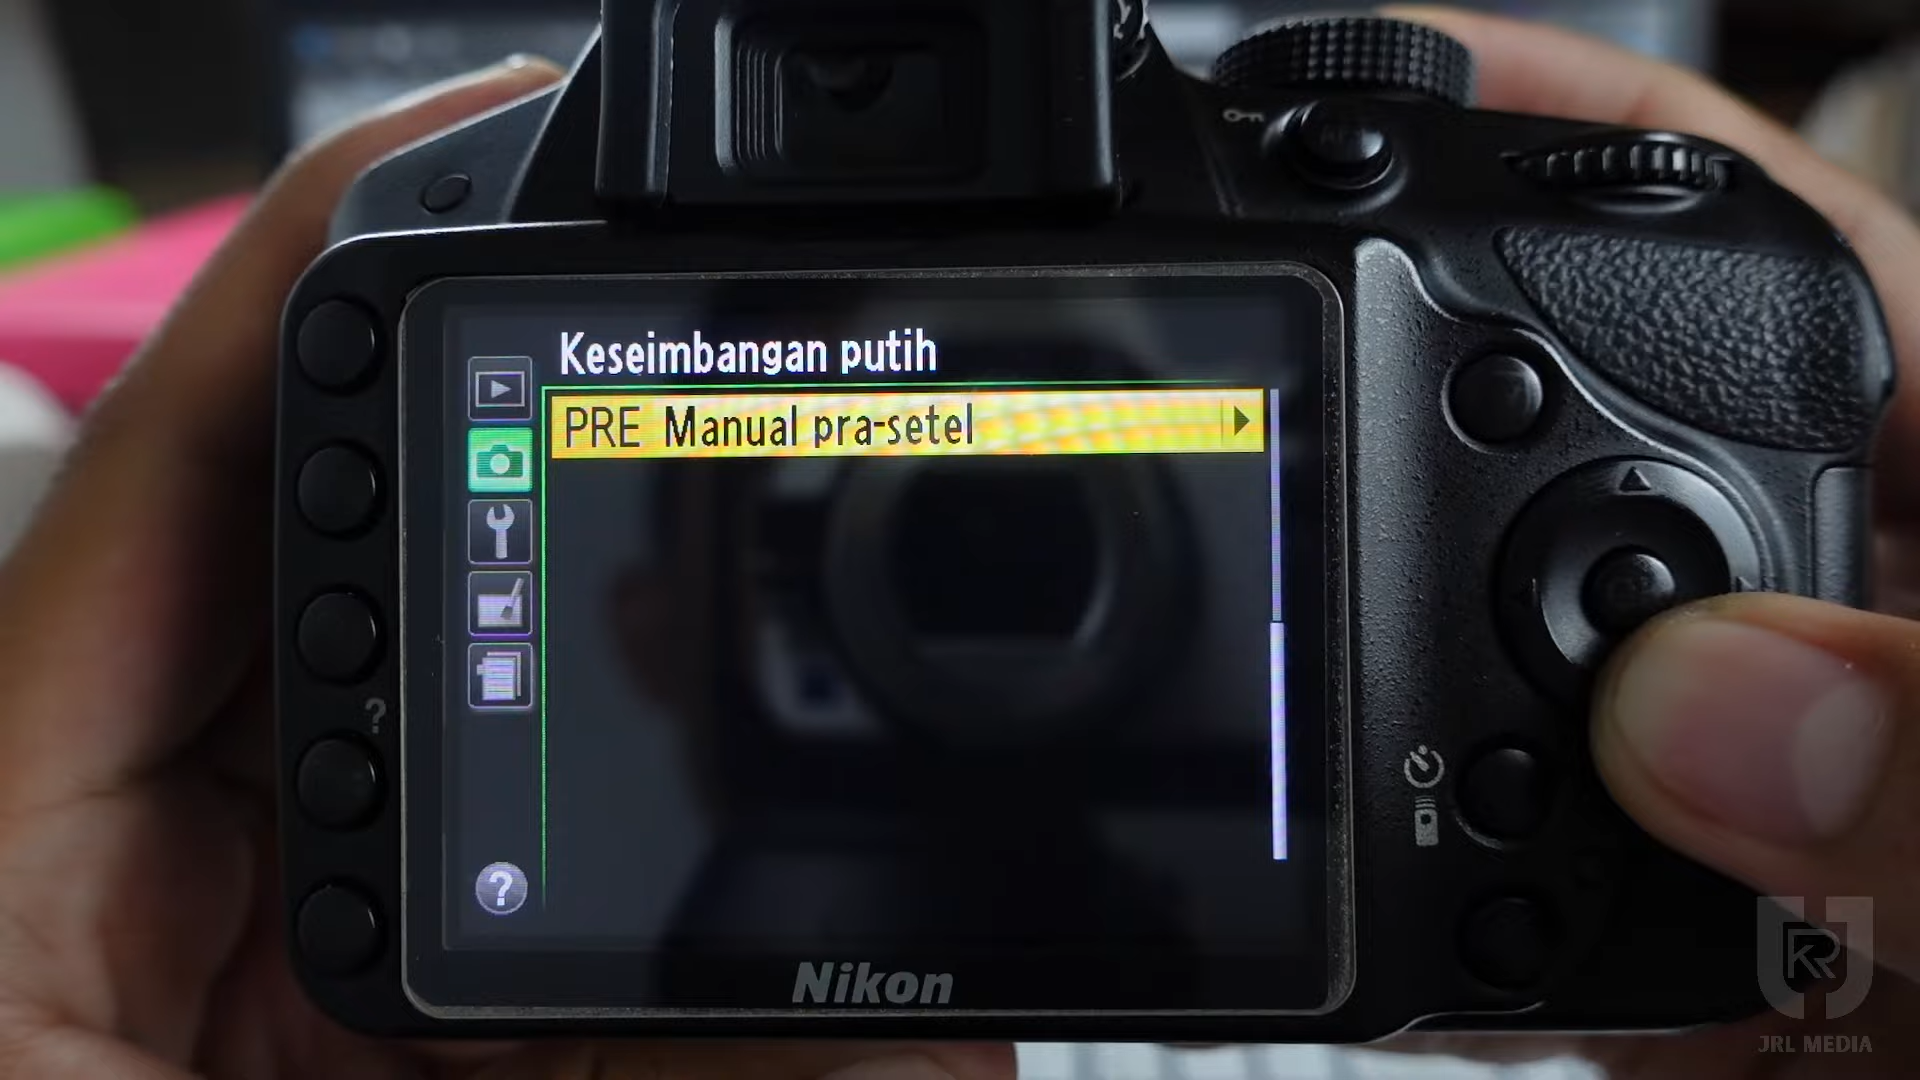 Keseimbangan putih
PRE Manual pra-setel
?
?
Nikon
JRL MEDIA